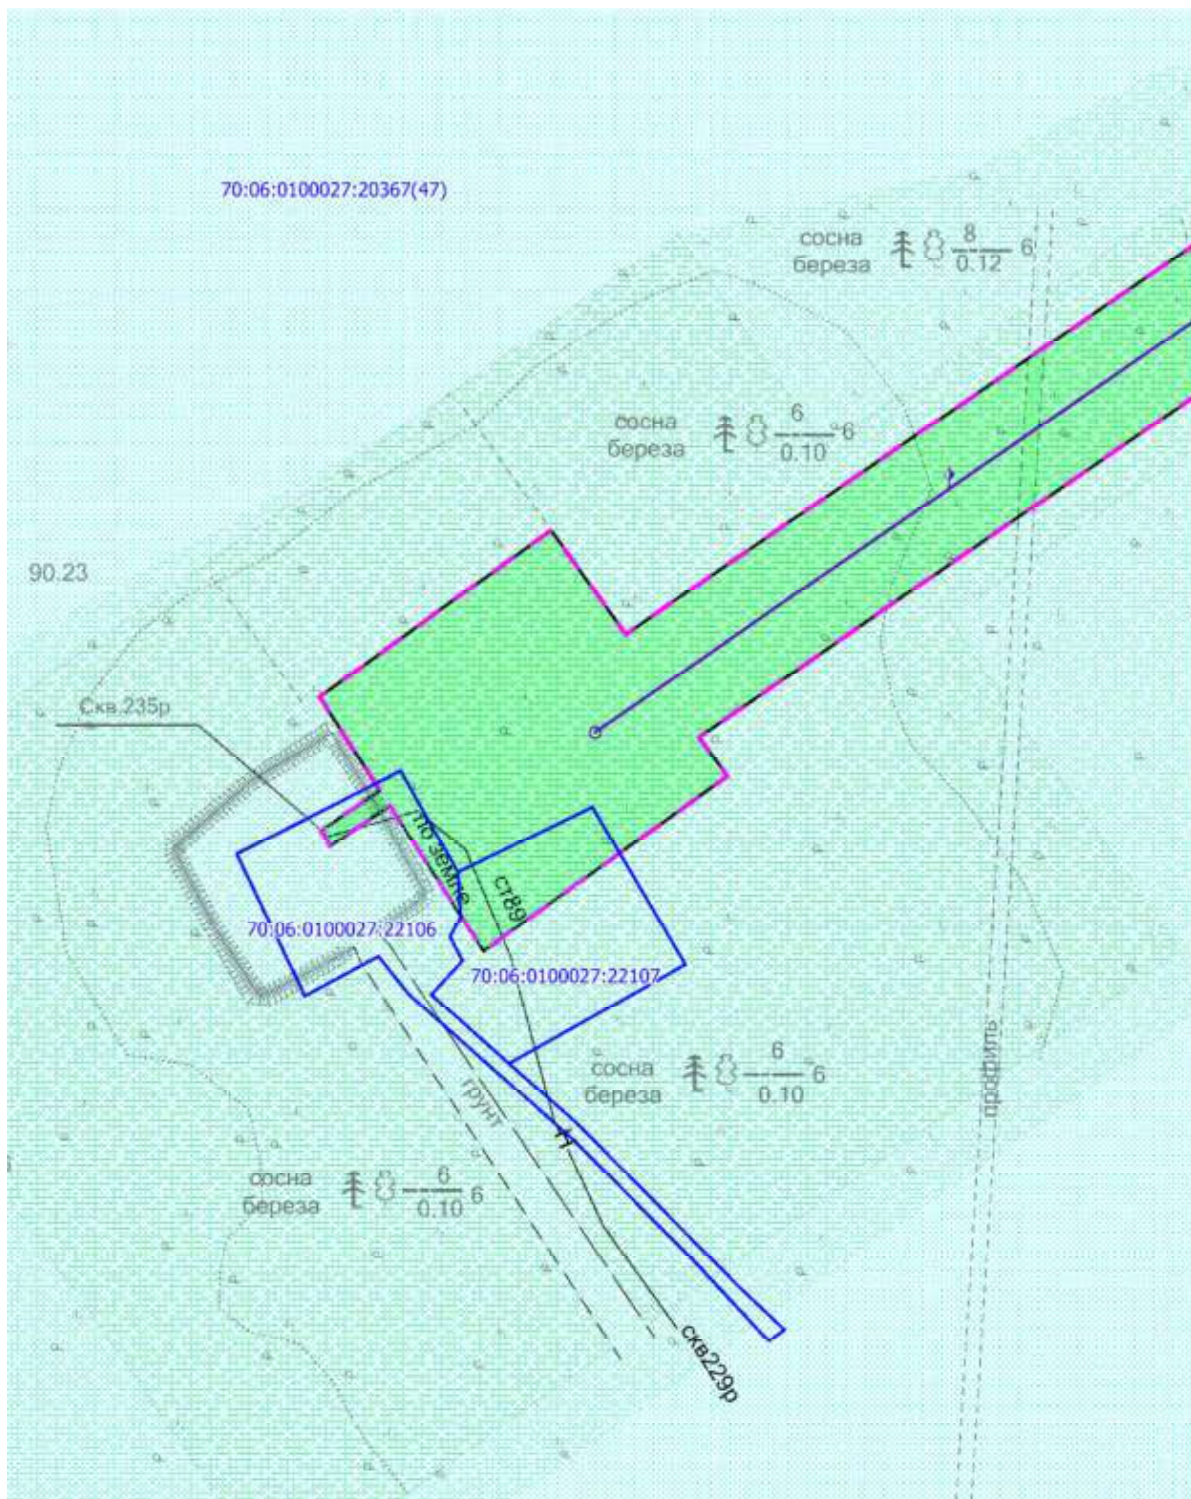 70:06:0100027:20367(47)
сосна
береза
8
0.12
6
сосна
береза
6
0.10
6
90.23
Скв.235р
по земле
ст89
70:06:0100027:22106
70:06:0100027:22107
сосна
береза
6
0.10
6
профиль
грунт
сосна
береза
6
0.10
6
скв229р